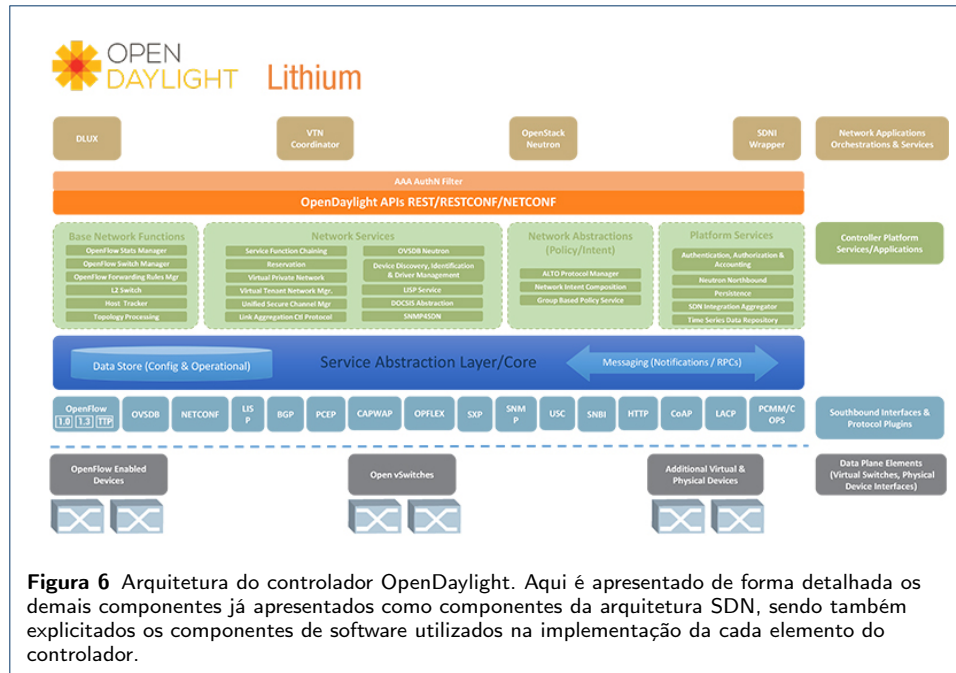 OPEN
DAYLIGHT
Lithium
DLUX
VTN
Coordinator
OpenStack
Neutron
SDNI
Wrapper
Network Applications
Orchestrations & Services
AAA AuthN Filter
OpenDaylight APIs REST/RESTCONF/NETCONF
Base Network Functions
OpenFlow Stats Manager
OpenFlow Switch Manager
OpenFlow Forwarding Rules Mgr
L2 Switch
Host Tracker
Topology Processing
Network Services
Service Function Chaining
Reservation
Virtual Private Network
Virtual Tenant Network Mgr.
Unified Secure Channel Mgr
Link Aggregation Ctl Protocol
OVSDB Neutron
Device Discovery, Identification
& Driver Management
LISP Service
DOCSIS Abstraction
SNMP4SDN
Network Abstractions
(Policy/Intent)
ALTO Protocol Manager
Network Intent Composition
Group Based Policy Service
Platform Services
Authentication, Authorization &
Accounting
Neutron Northbound
Persistence
SDN Integration Aggregator
Time Series Data Repository
Controller Platform
Services/Applications
Data Store (Config & Operational)
Service Abstraction Layer/Core
Messaging (Notifications / RPCs)
OpenFlow
1.0 1.3 TTP
OVSDB
NETCONF
LIS
P
BGP
PCEP
CAPWAP
OPFLEX
SXP
SNM
P
USC
SNBI
HTTP
CoAP
LACP
PCMM/C
OPS
Southbound Interfaces &
Protocol Plugins
OpenFlow Enabled
Devices
Open vSwitches
Additional Virtual &
Physical Devices
Data Plane Elements
(Virtual Switches, Physical
Device Interfaces)
Figura 6 Arquitetura do controlador OpenDaylight. Aqui é apresentado de forma detalhada os
demais componentes já apresentados como componentes da arquitetura SDN, sendo também
explicitados os componentes de software utilizados na implementação da cada elemento do
controlador.